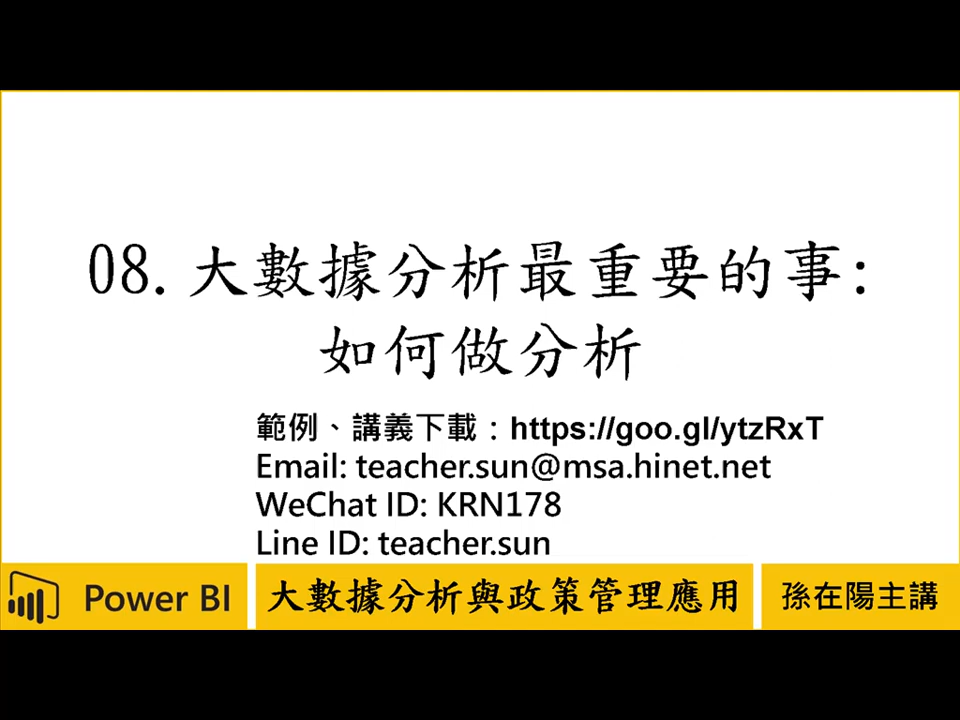 08.大數據分析最重要的事:
如何做分析
範例、講義下載：https://goo.gl/ytzRxT
Email: teacher.sun@msa.hinet.net
WeChat ID: KRN178
Line ID: teacher.sun
Power BI
大數據分析與政策管理應用
孫在陽主講